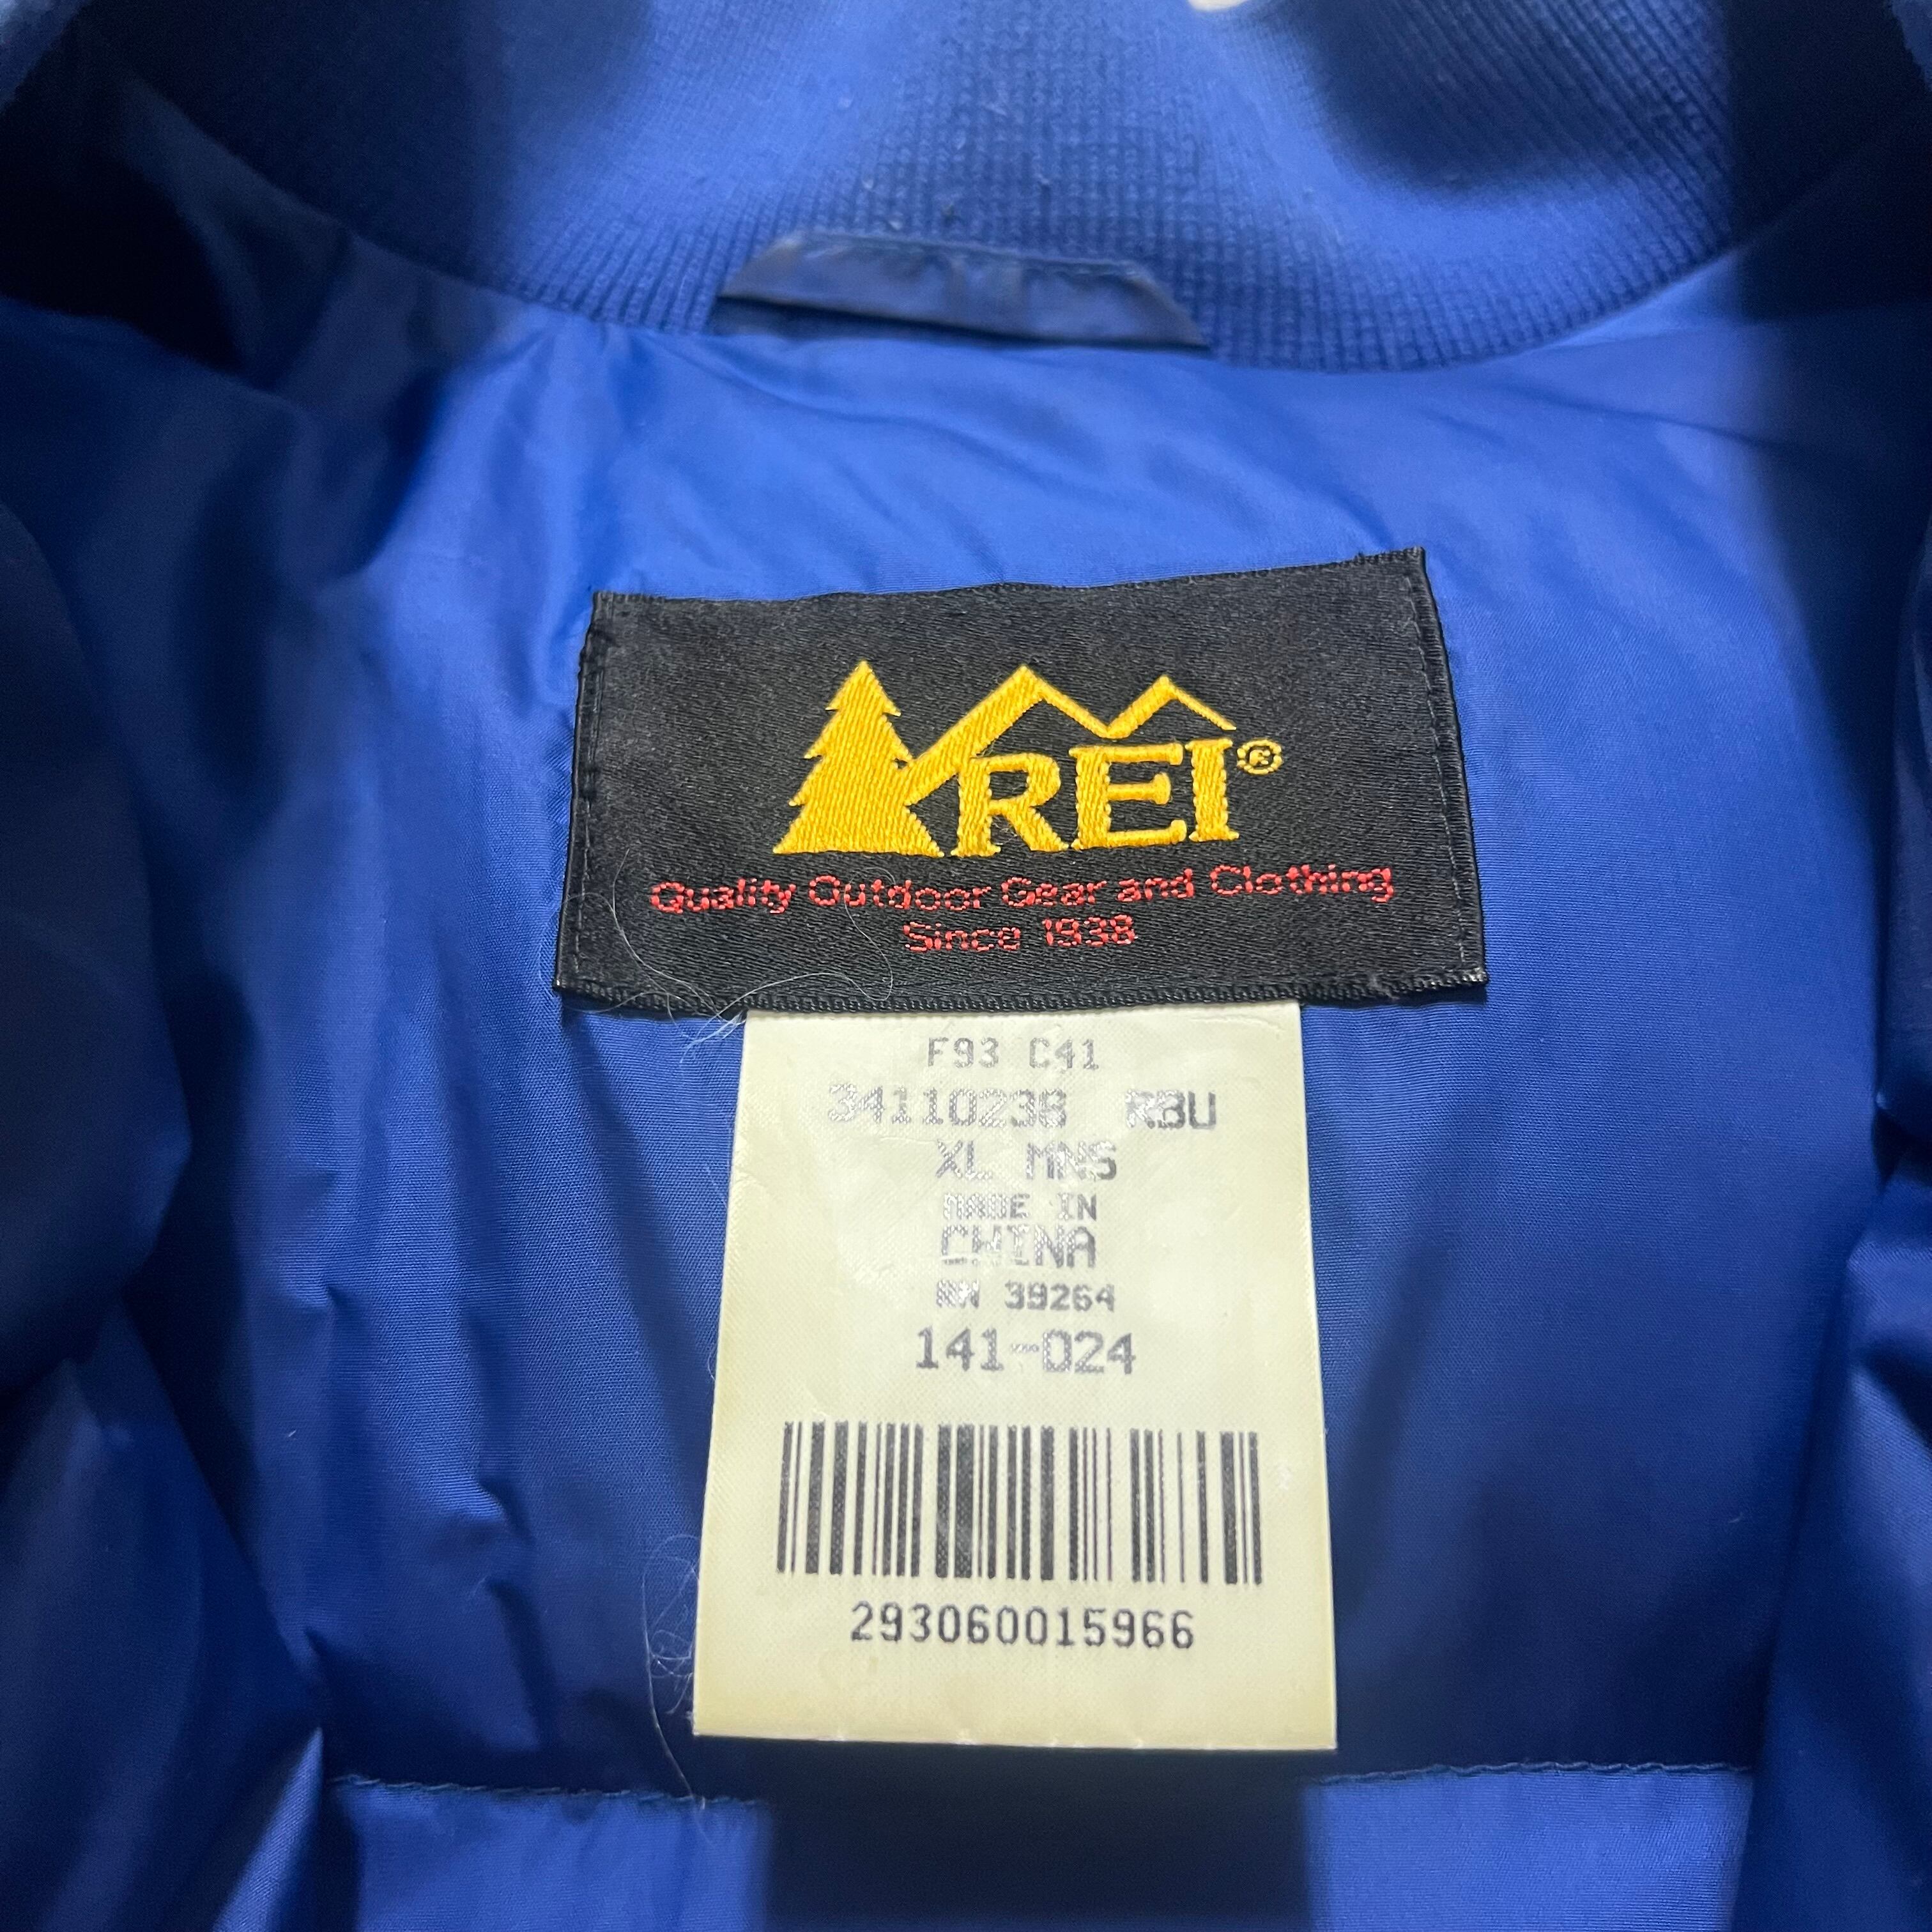 REI®
Quality Outdoor Gear and Clothing
Since 1938
F93 C41
34110238 RBU
XL MNS
MADE IN
CHINA
RN 39264
141-024
293060015966